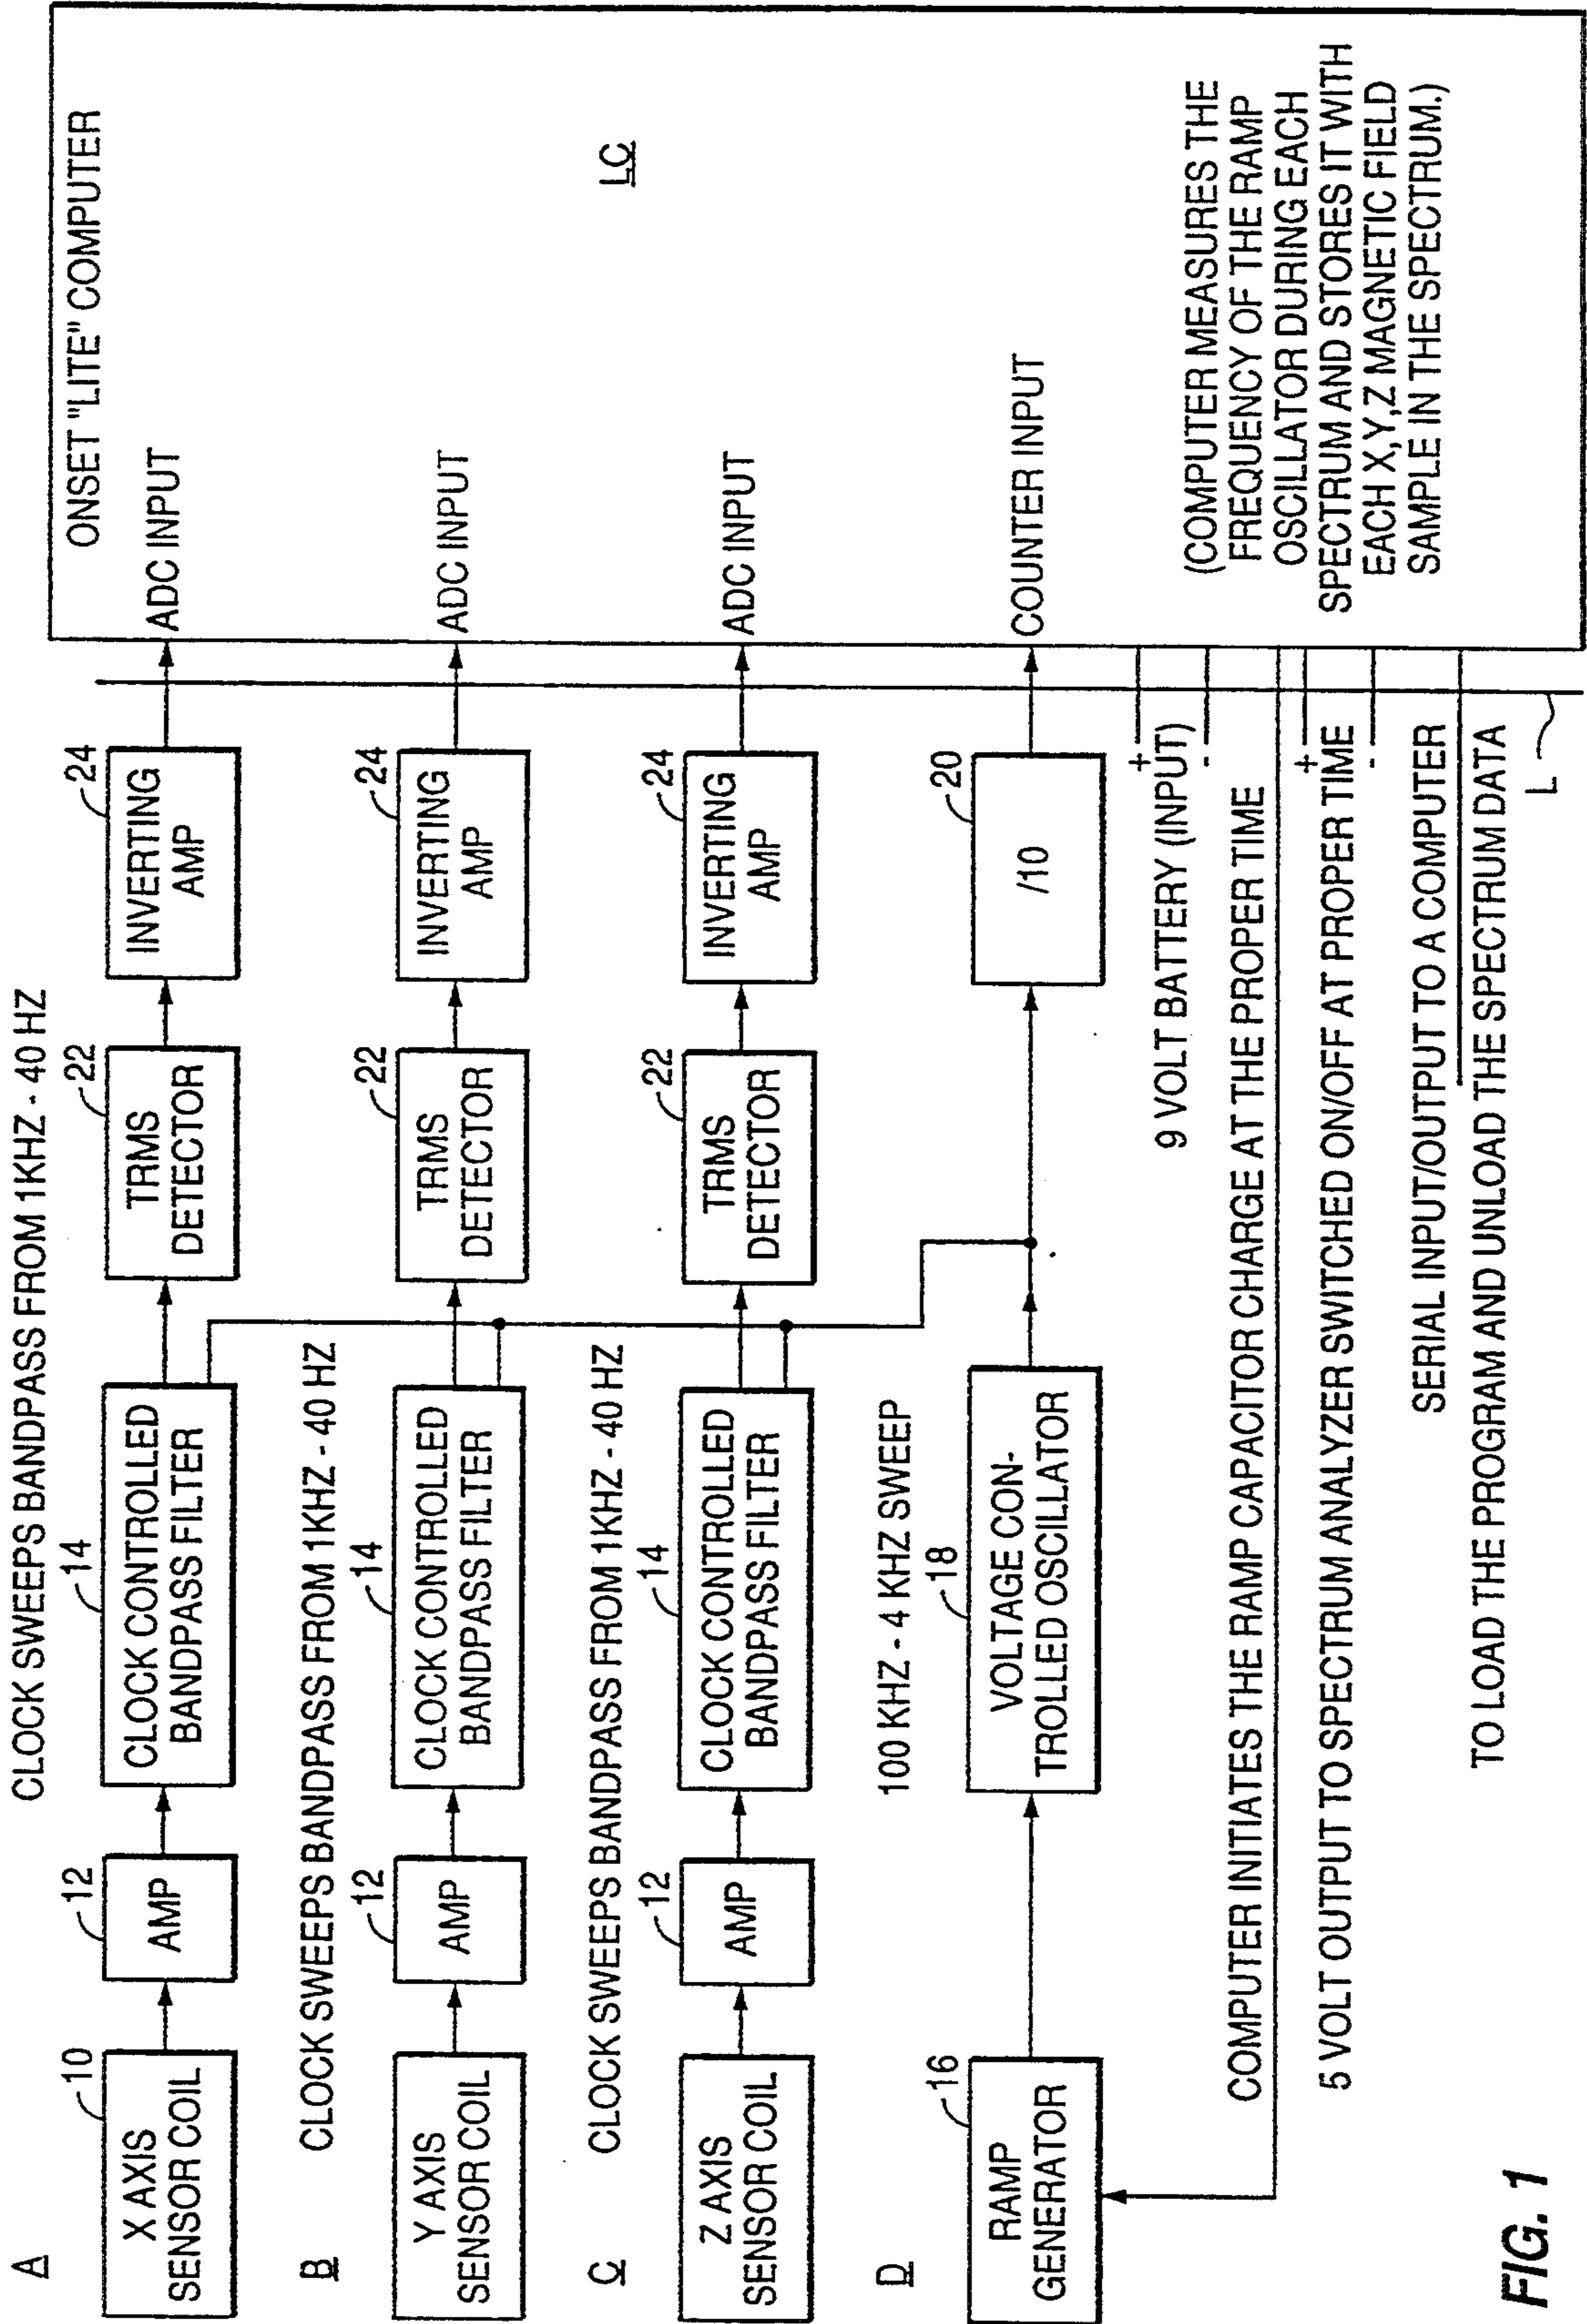 A
CLOCK SWEEPS BANDPASS FROM 1KHZ - 40 HZ
10
X AXIS
SENSOR COIL
12
AMP
14
CLOCK CONTROLLED
BANDPASS FILTER
22
TRMS
DETECTOR
24
INVERTING
AMP
ONSET "LITE" COMPUTER
ADC INPUT
B
CLOCK SWEEPS BANDPASS FROM 1KHZ - 40 HZ
Y AXIS
SENSOR COIL
12
AMP
14
CLOCK CONTROLLED
BANDPASS FILTER
22
TRMS
DETECTOR
24
INVERTING
AMP
ADC INPUT
C
CLOCK SWEEPS BANDPASS FROM 1KHZ - 40 HZ
Z AXIS
SENSOR COIL
12
AMP
14
CLOCK CONTROLLED
BANDPASS FILTER
22
TRMS
DETECTOR
24
INVERTING
AMP
ADC INPUT
LC
D
100 KHZ - 4 KHZ SWEEP
16
RAMP
GENERATOR
18
VOLTAGE CON-
TROLLED OSCILLATOR
20
/10
COUNTER INPUT
+
9 VOLT BATTERY (INPUT)
-
COMPUTER INITIATES THE RAMP CAPACITOR CHARGE AT THE PROPER TIME
+
5 VOLT OUTPUT TO SPECTRUM ANALYZER SWITCHED ON/OFF AT PROPER TIME
-
SERIAL INPUT/OUTPUT TO A COMPUTER
TO LOAD THE PROGRAM AND UNLOAD THE SPECTRUM DATA
L
(COMPUTER MEASURES THE
FREQUENCY OF THE RAMP
OSCILLATOR DURING EACH
SPECTRUM AND STORES IT WITH
EACH X,Y,Z MAGNETIC FIELD
SAMPLE IN THE SPECTRUM.)
FIG. 1